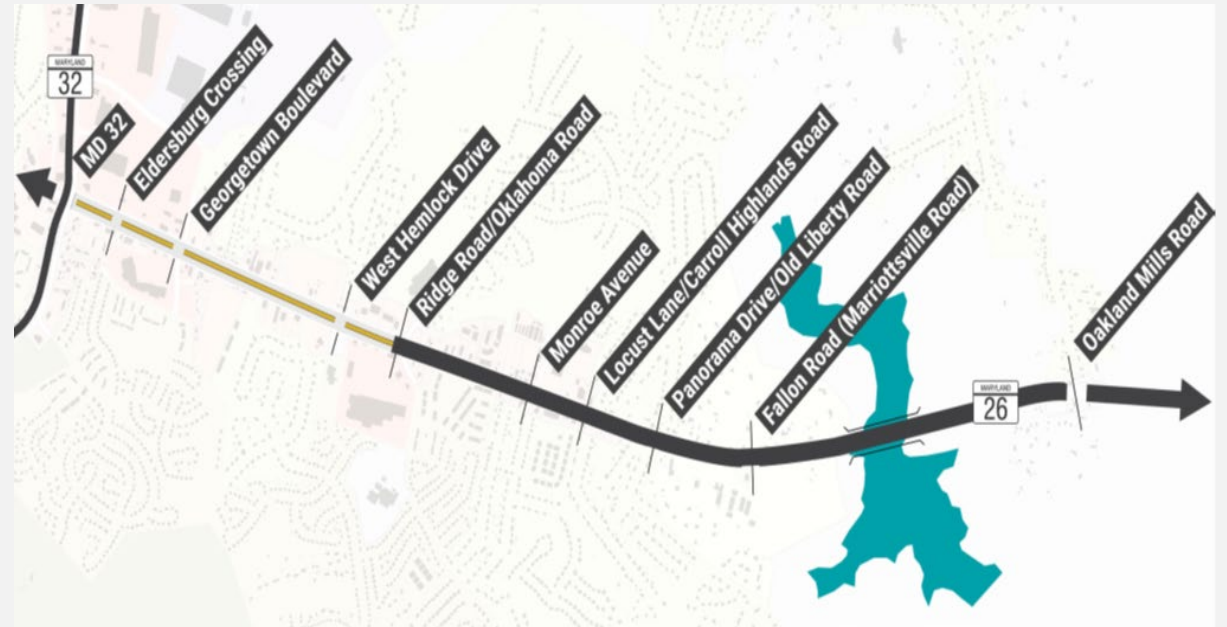 MARYLAND
32
MD 32
Eldersburg Crossing
Georgetown Boulevard
West Hemlock Drive
Ridge Road/Oklahoma Road
Monroe Avenue
Locust Lane/Carroll Highlands Road
Panorama Drive/Old Liberty Road
Fallon Road (Marriottsville Road)
MARYLAND
26
Oakland Mills Road